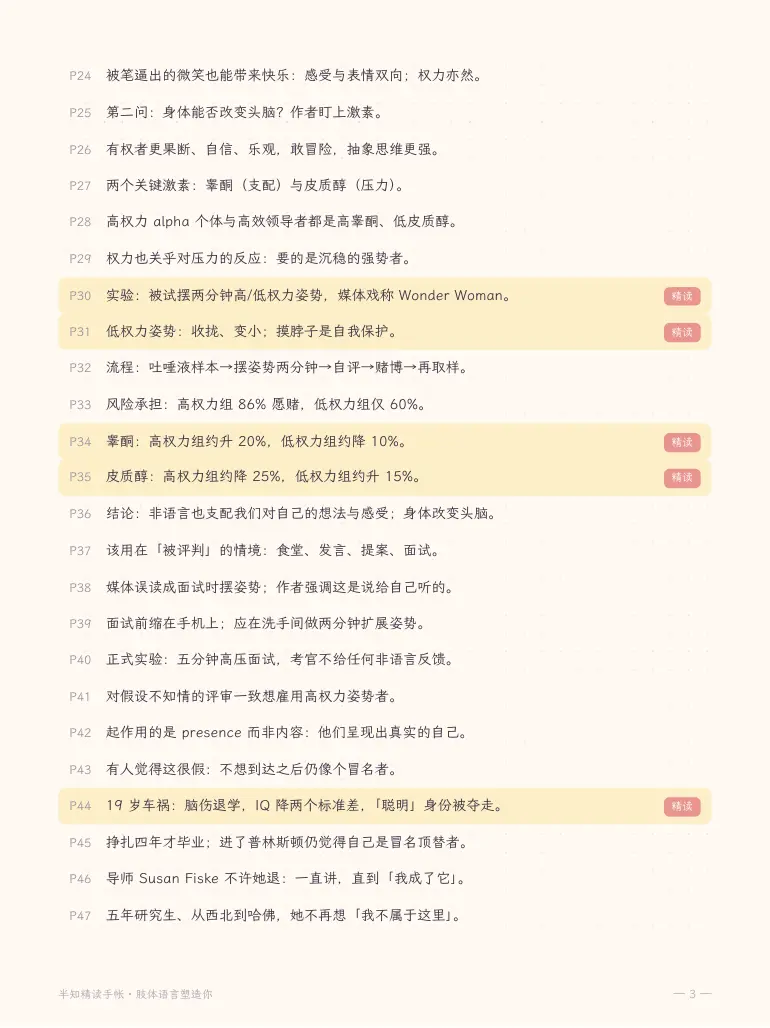 P24 被笔逼出的微笑也能带来快乐：感受与表情双向；权力亦然。
P25 第二问：身体能否改变头脑？作者盯上激素。
P26 有权者更果断、自信、乐观，敢冒险，抽象思维更强。
P27 两个关键激素：睾酮（支配）与皮质醇（压力）。
P28 高权力 alpha 个体与高效领导者都是高睾酮、低皮质醇。
P29 权力也关乎对压力的反应：要的是沉稳的强势者。
P30 实验：被试摆两分钟高/低权力姿势，媒体戏称 Wonder Woman。 精读
P31 低权力姿势：收拢、变小；摸脖子是自我保护。 精读
P32 流程：吐唾液样本→摆姿势两分钟→自评→赌博→再取样。
P33 风险承担：高权力组 86% 愿赌，低权力组仅 60%。
P34 睾酮：高权力组约升 20%，低权力组约降 10%。 精读
P35 皮质醇：高权力组约降 25%，低权力组约升 15%。 精读
P36 结论：非语言也支配我们对自己的想法与感受；身体改变头脑。
P37 该用在「被评判」的情境：食堂、发言、提案、面试。
P38 媒体误读成面试时摆姿势；作者强调这是说给自己听的。
P39 面试前缩在手机上；应在洗手间做两分钟扩展姿势。
P40 正式实验：五分钟高压面试，考官不给任何非语言反馈。
P41 对假设不知情的评审一致想雇用高权力姿势者。
P42 起作用的是 presence 而非内容：他们呈现出真实的自己。
P43 有人觉得这很假：不想到达之后仍像个冒名者。
P44 19 岁车祸：脑伤退学，IQ 降两个标准差，「聪明」身份被夺走。 精读
P45 挣扎四年才毕业；进了普林斯顿仍觉得自己是冒名顶替者。
P46 导师 Susan Fiske 不许她退：一直讲，直到「我成了它」。
P47 五年研究生、从西北到哈佛，她不再想「我不属于这里」。
半知精读手帐·肢体语言塑造你 — 3 —